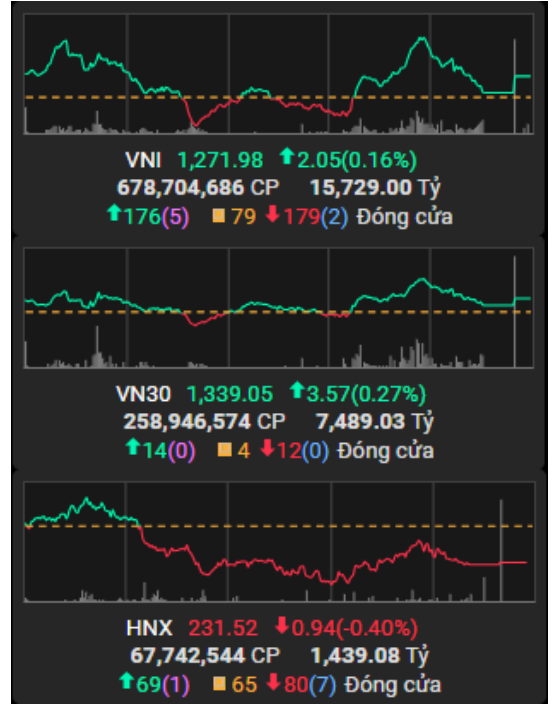 VNI 1,271.98 ⬆2.05(0.16%)
678,704,686 CP 15,729.00 Tỷ
⬆176(5) ■ 79 ⬇179(2) Đóng cửa
VN30 1,339.05 ⬆3.57(0.27%)
258,946,574 CP 7,489.03 Tỷ
⬆14(0) ■ 4 ⬇12(0) Đóng cửa
HNX 231.52 ⬇0.94(-0.40%)
67,742,544 CP 1,439.08 Tỷ
⬆69(1) ■ 65 ⬇80(7) Đóng cửa